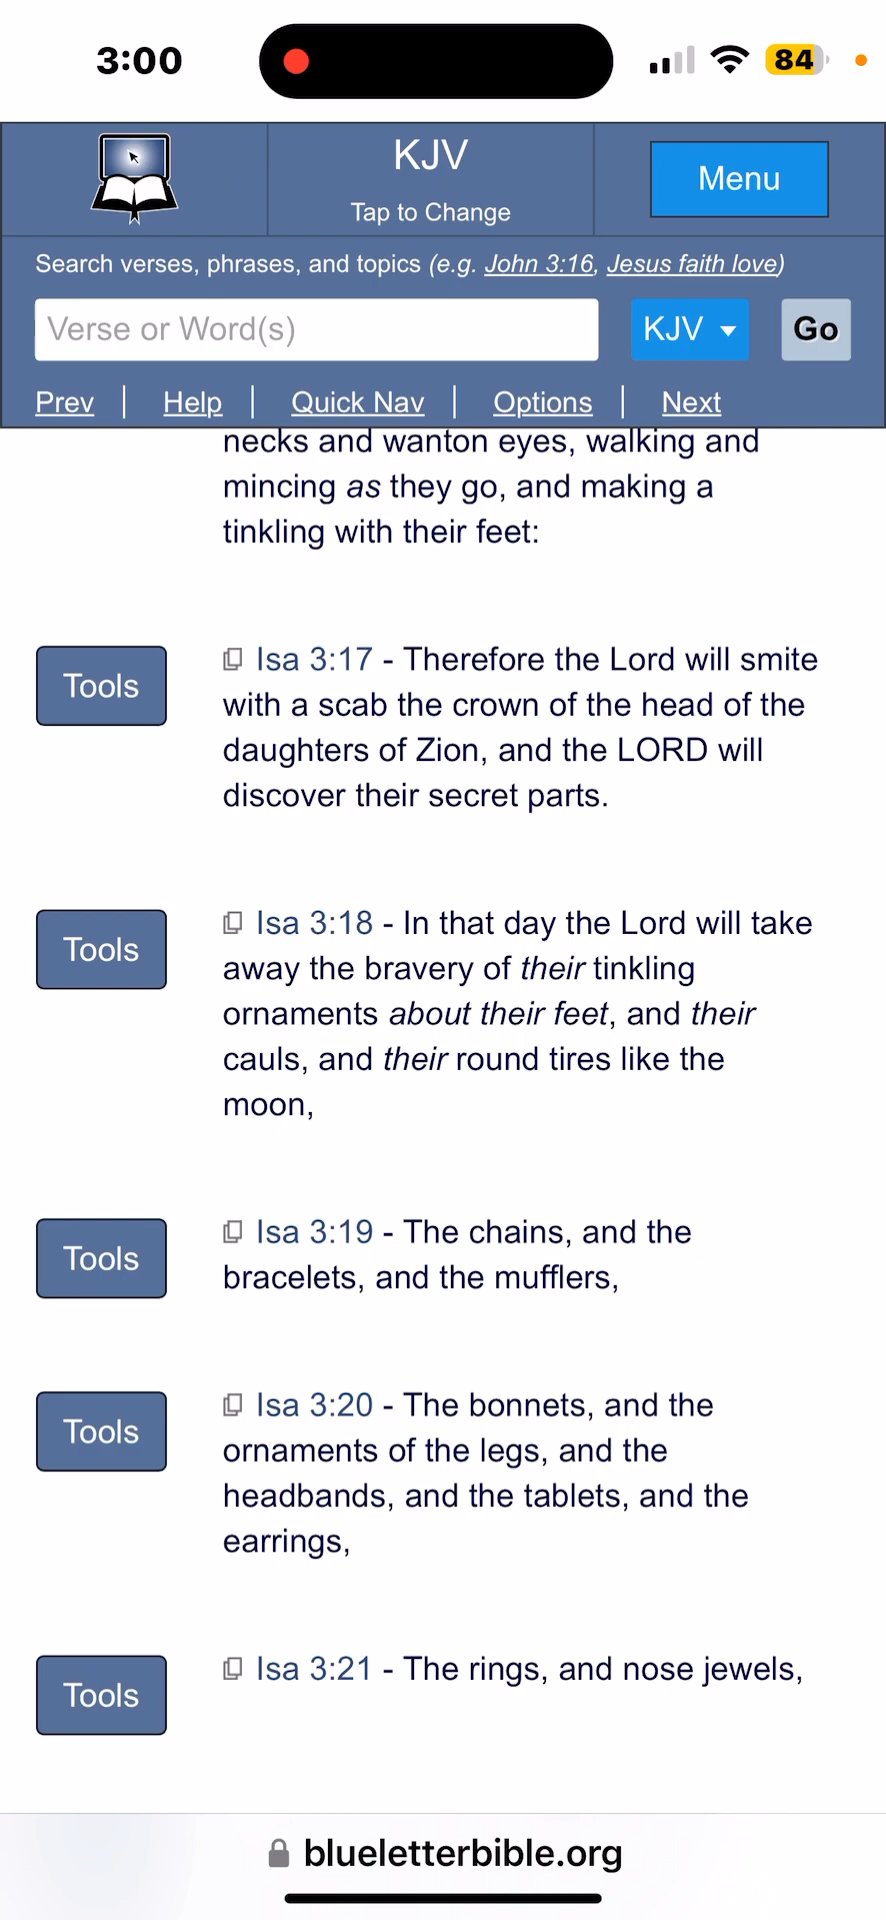 3:00
84
KJV
Tap to Change
Menu
Search verses, phrases, and topics (e.g. John 3:16, Jesus faith love)
Verse or Word(s)
KJV
Go
Prev | Help | Quick Nav | Options | Next
necks and wanton eyes, walking and
mincing as they go, and making a
tinkling with their feet:
Tools
Isa 3:17 - Therefore the Lord will smite
with a scab the crown of the head of the
daughters of Zion, and the LORD will
discover their secret parts.
Tools
Isa 3:18 - In that day the Lord will take
away the bravery of their tinkling
ornaments about their feet, and their
cauls, and their round tires like the
moon,
Tools
Isa 3:19 - The chains, and the
bracelets, and the mufflers,
Tools
Isa 3:20 - The bonnets, and the
ornaments of the legs, and the
headbands, and the tablets, and the
earrings,
Tools
Isa 3:21 - The rings, and nose jewels,
blueletterbible.org